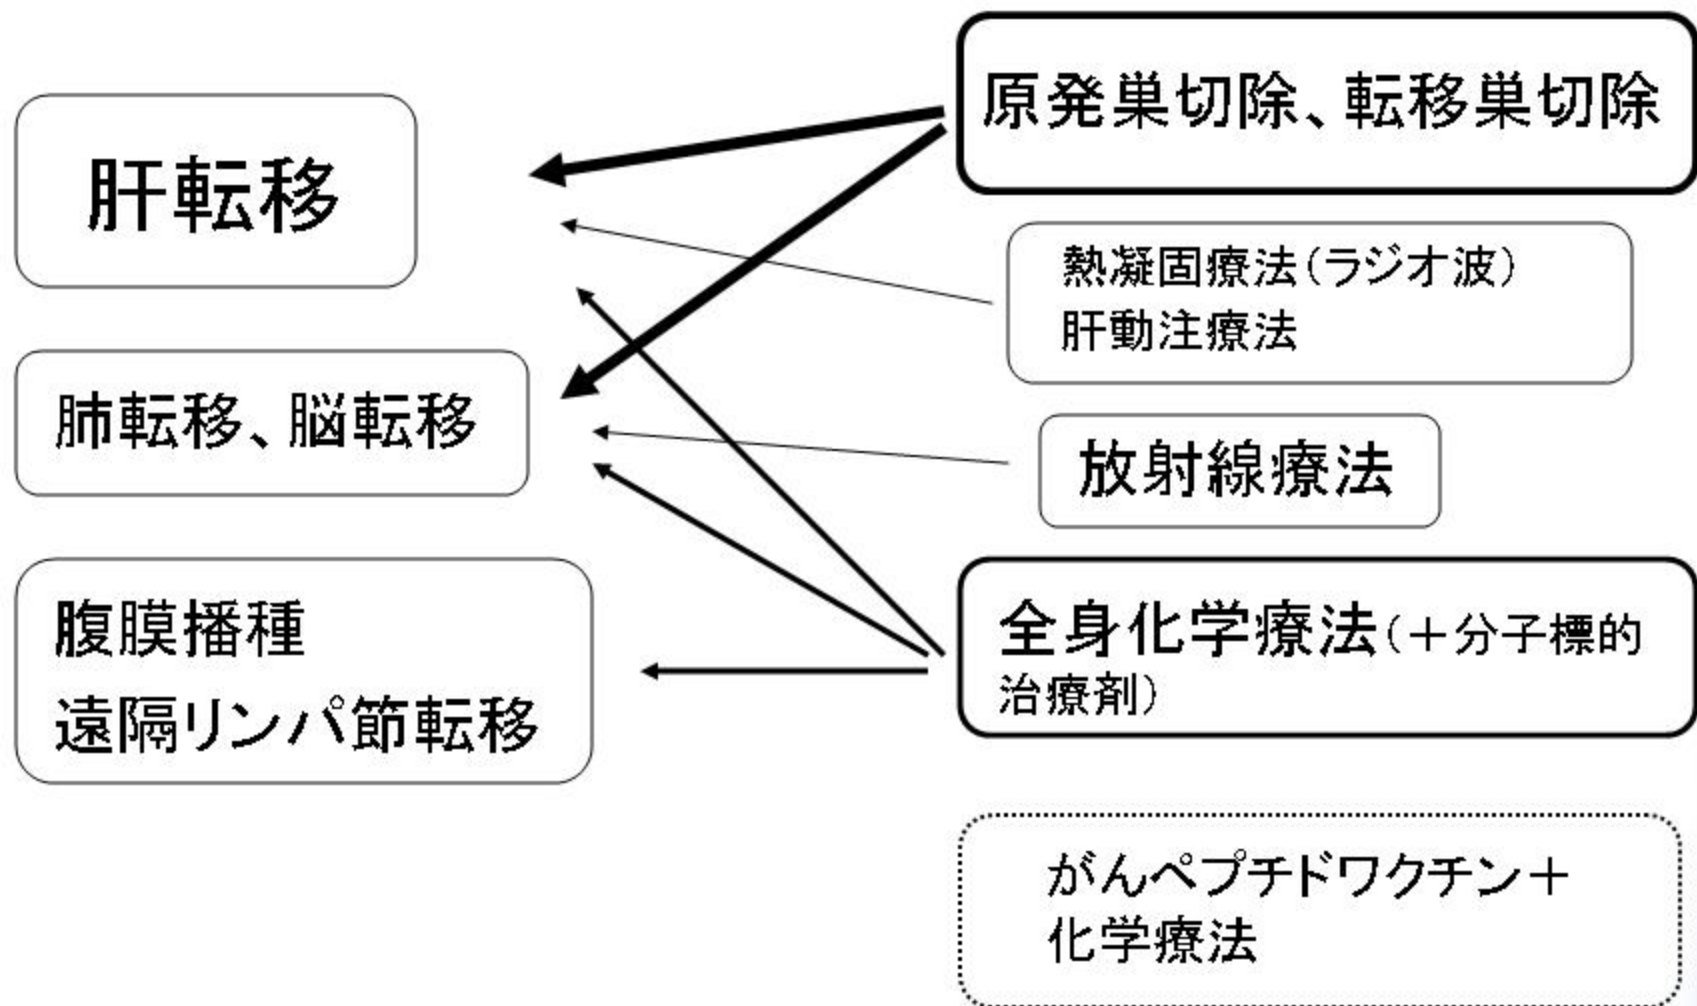 肝転移
肺転移、脳転移
腹膜播種
遠隔リンパ節転移
原発巣切除、転移巣切除
熱凝固療法（ラジオ波）
肝動注療法
放射線療法
全身化学療法（＋分子標的
治療剤）
がんペプチドワクチン＋
化学療法